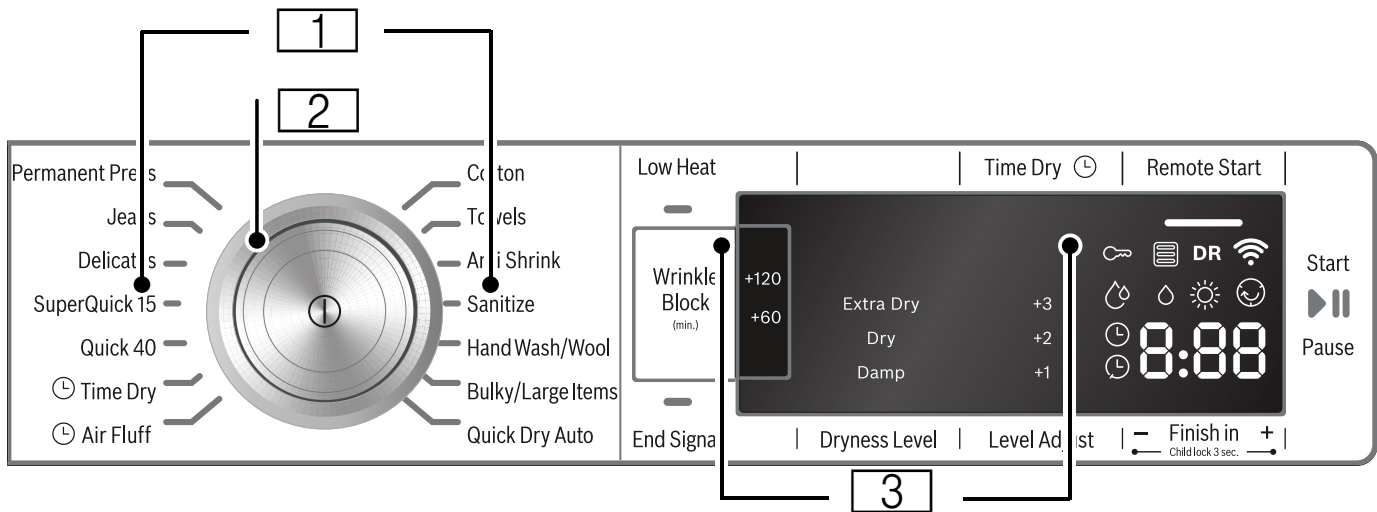 1
2
Permanent Press
Jeans
Delicates
SuperQuick 15
Quick 40
Time Dry
Air Fluff
Cotton
Towels
Anti Shrink
Sanitize
Hand Wash/Wool
Bulky/Large Items
Quick Dry Auto
Low Heat
Time Dry
Remote Start
Wrinkle
Block
(min.)
+120
+60
Extra Dry +3
Dry +2
Damp +1
DR
8:88
Start
Pause
End Signal
Dryness Level
Level Adjust
– Finish in +
Child lock 3 sec.
3